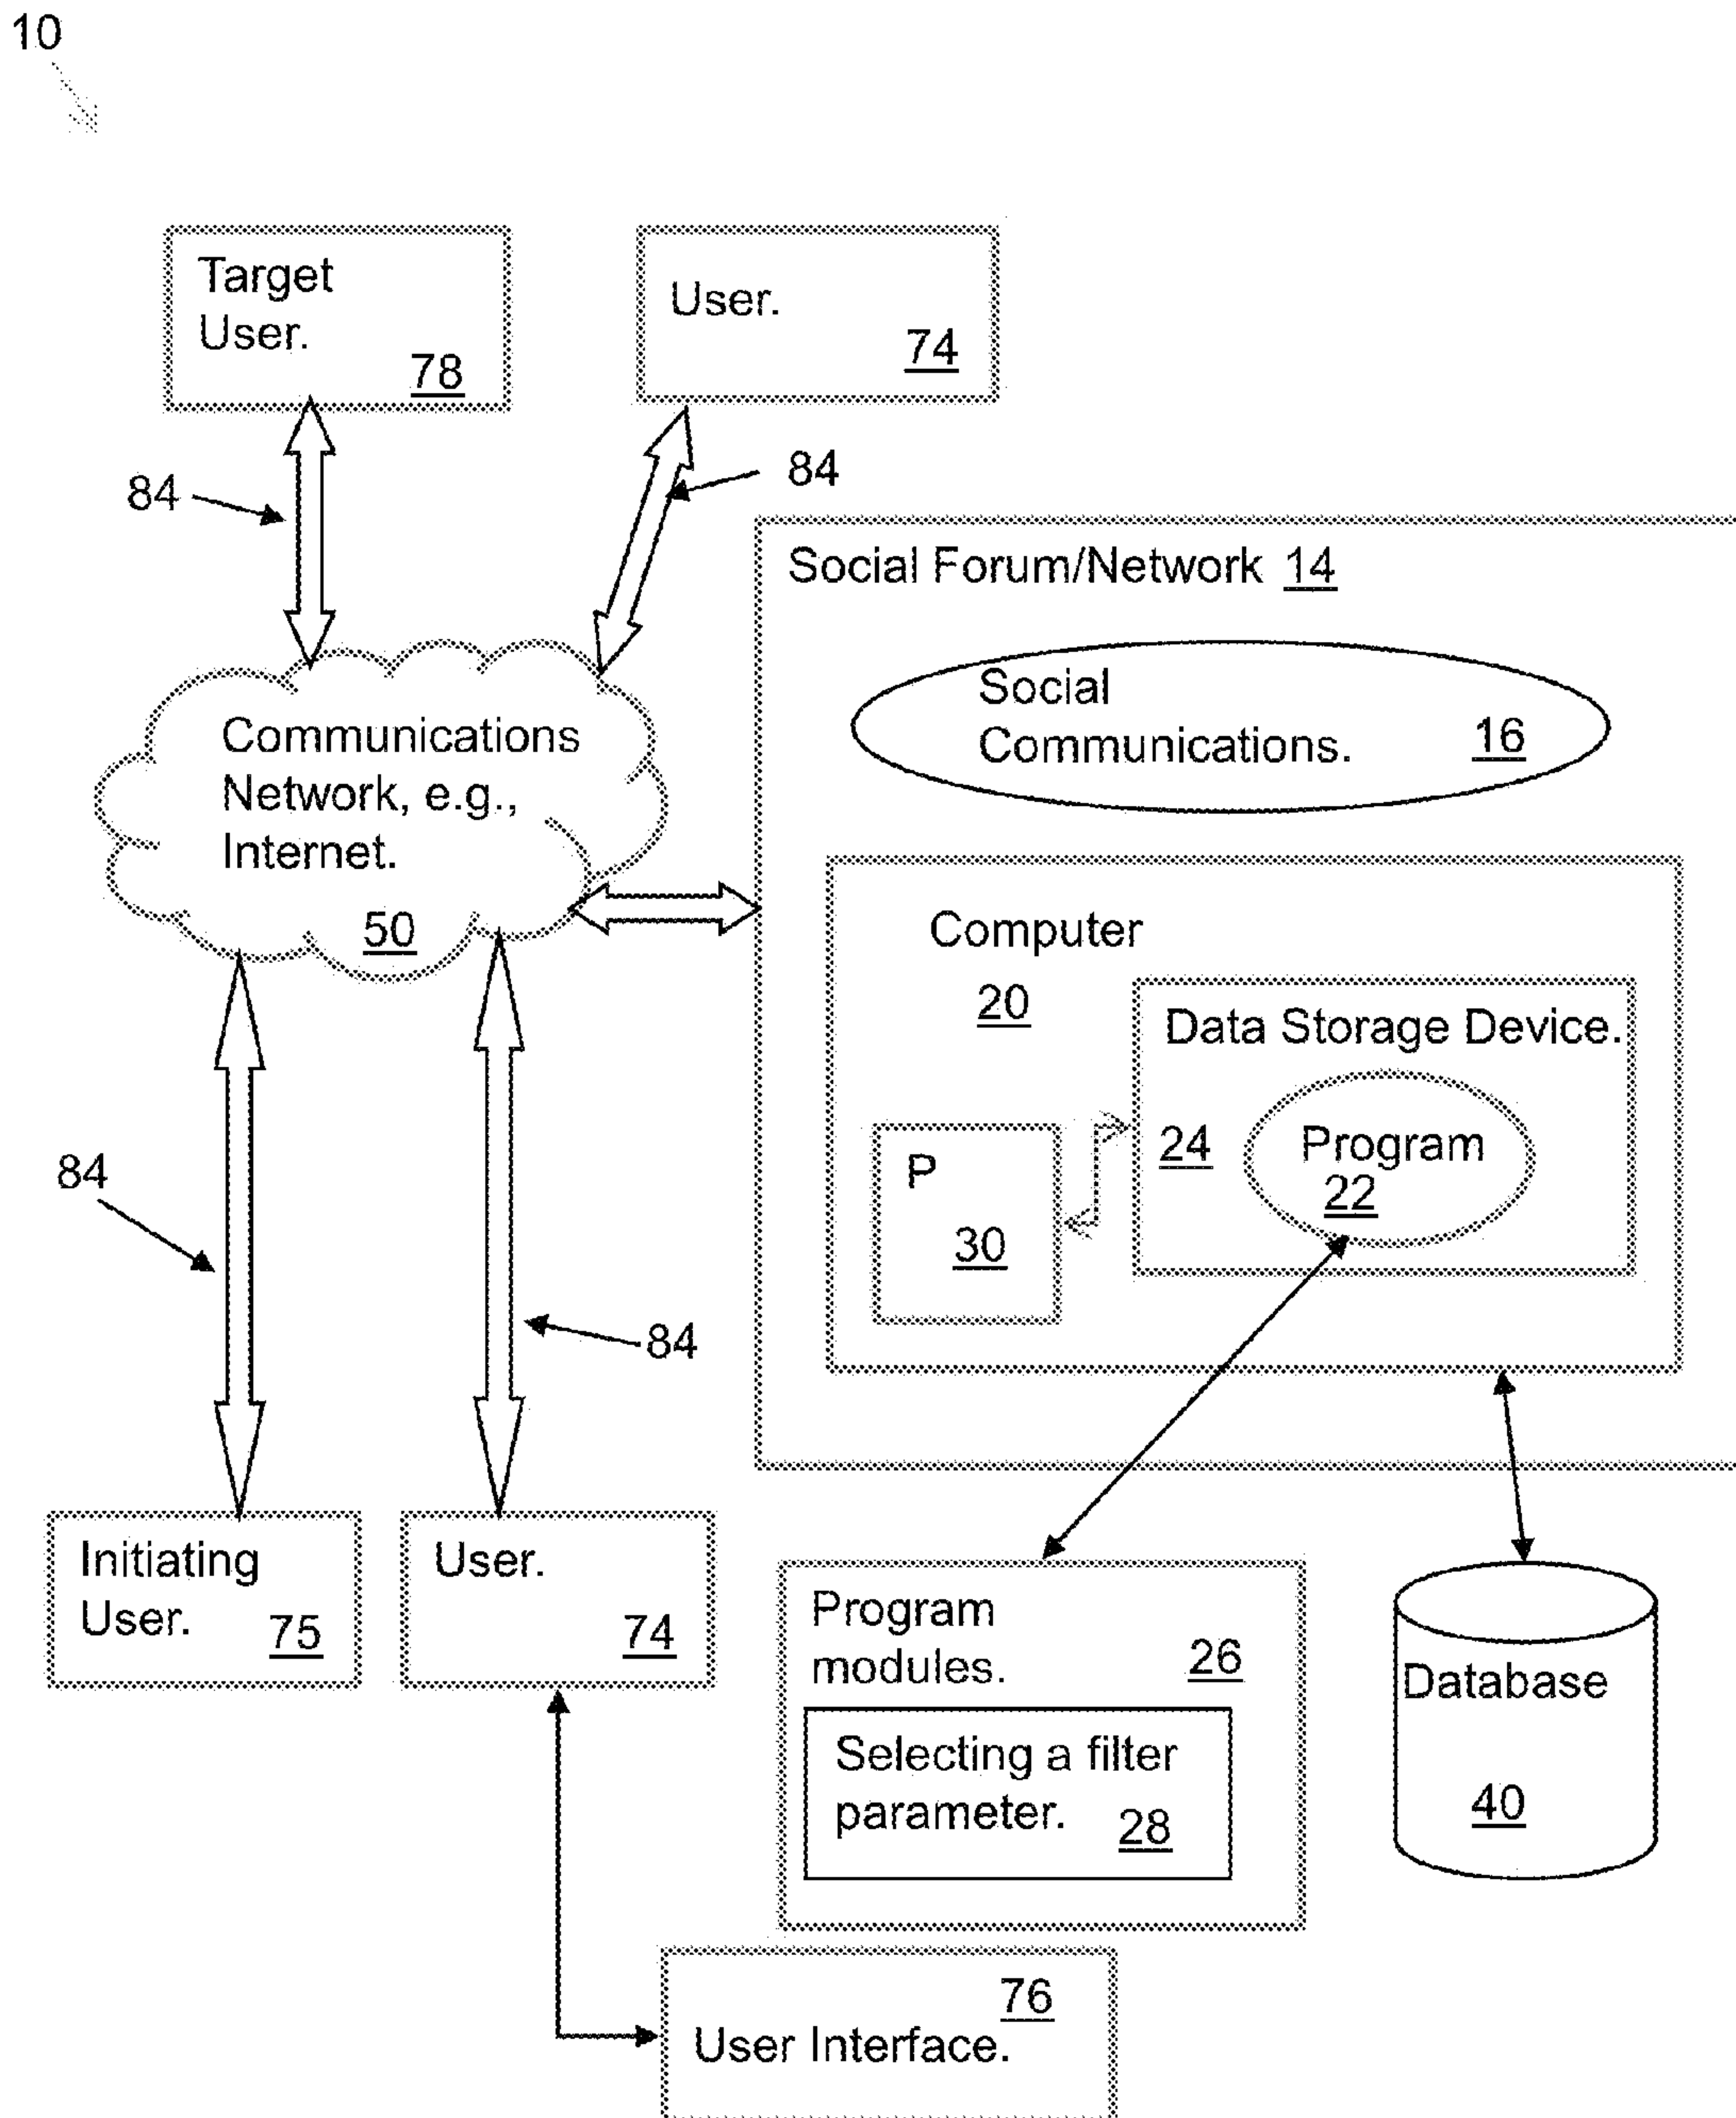 10
Target
User.
78
User.
74
84
84
Social Forum/Network 14
Social
Communications.
16
Communications
Network, e.g.,
Internet.
50
Computer
20
Data Storage Device.
24
Program
22
P
30
84
84
Initiating
User.
75
User.
74
Program
modules.
26
Selecting a filter
parameter.
28
Database
40
76
User Interface.